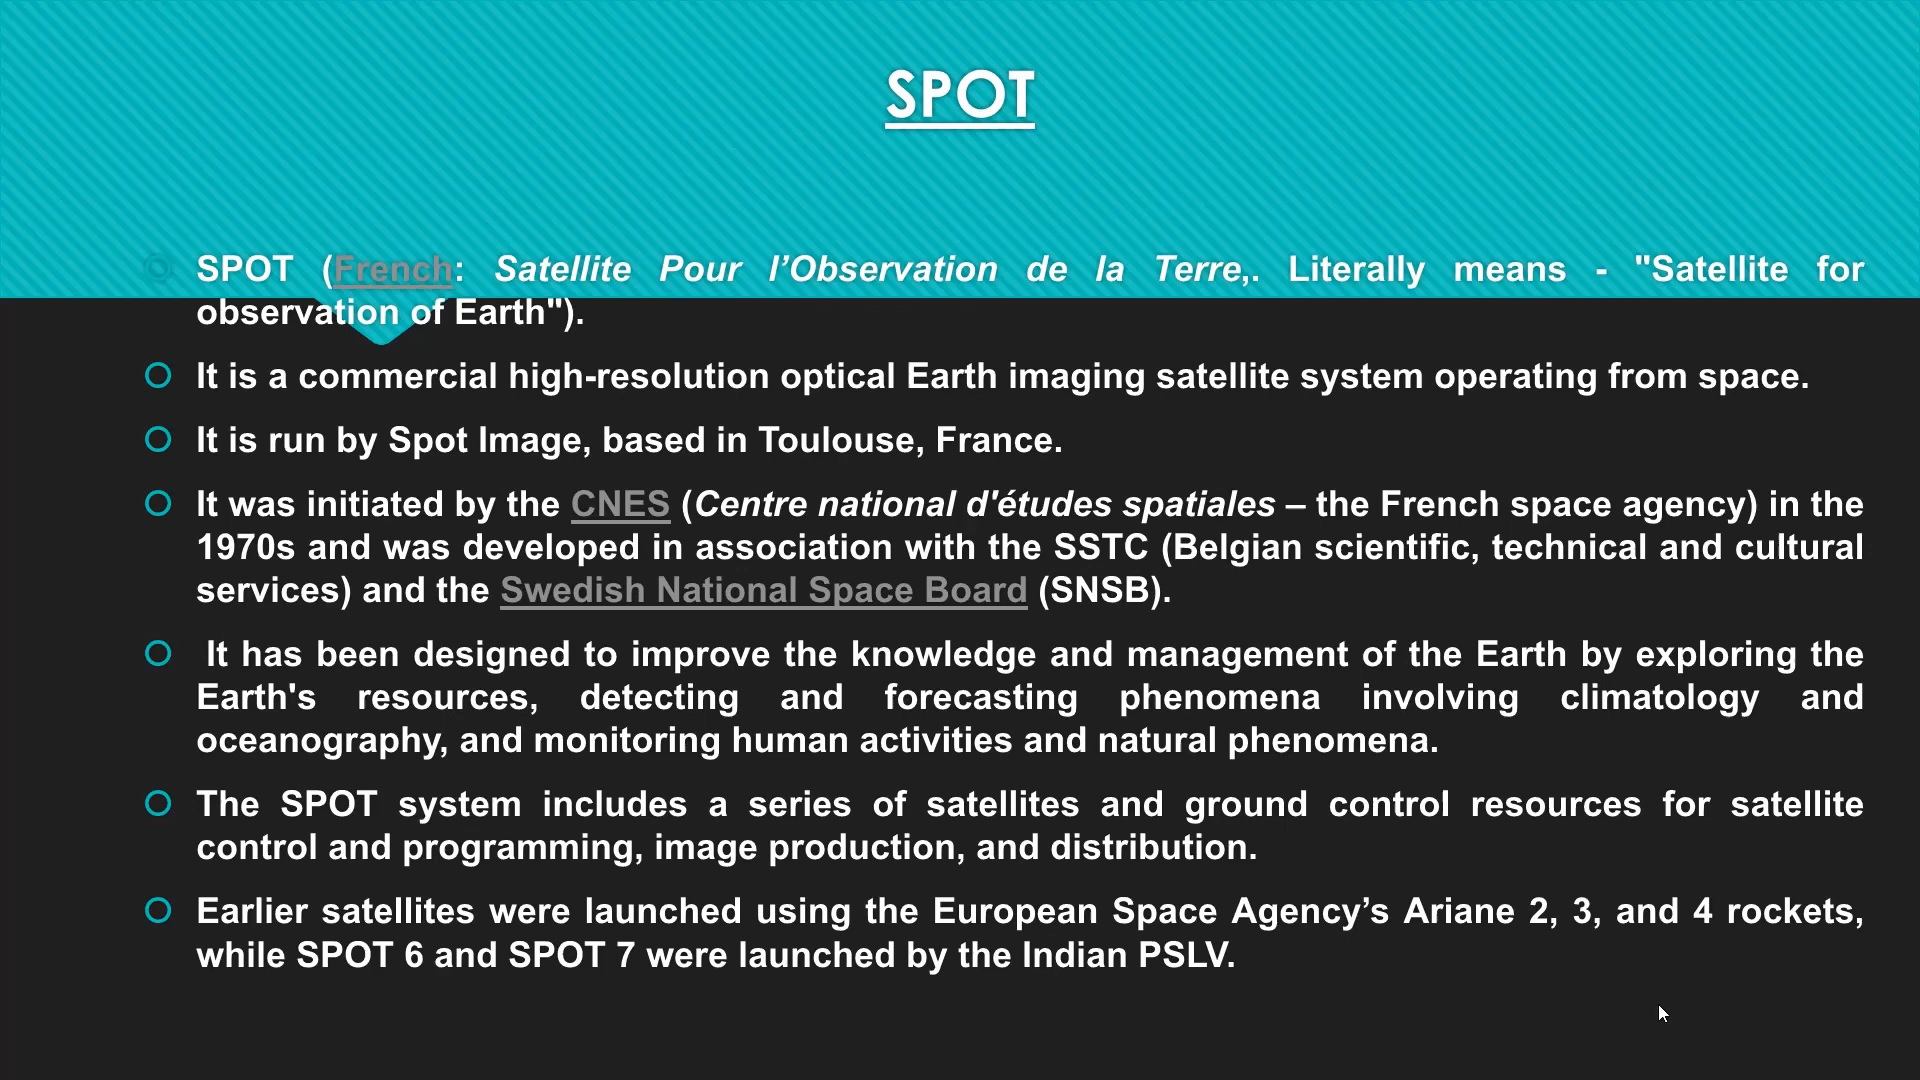 SPOT
SPOT (French: Satellite Pour l’Observation de la Terre,. Literally means - "Satellite for
observation of Earth").
It is a commercial high-resolution optical Earth imaging satellite system operating from space.
It is run by Spot Image, based in Toulouse, France.
It was initiated by the CNES (Centre national d'études spatiales – the French space agency) in the
1970s and was developed in association with the SSTC (Belgian scientific, technical and cultural
services) and the Swedish National Space Board (SNSB).
It has been designed to improve the knowledge and management of the Earth by exploring the
Earth's resources, detecting and forecasting phenomena involving climatology and
oceanography, and monitoring human activities and natural phenomena.
The SPOT system includes a series of satellites and ground control resources for satellite
control and programming, image production, and distribution.
Earlier satellites were launched using the European Space Agency’s Ariane 2, 3, and 4 rockets,
while SPOT 6 and SPOT 7 were launched by the Indian PSLV.